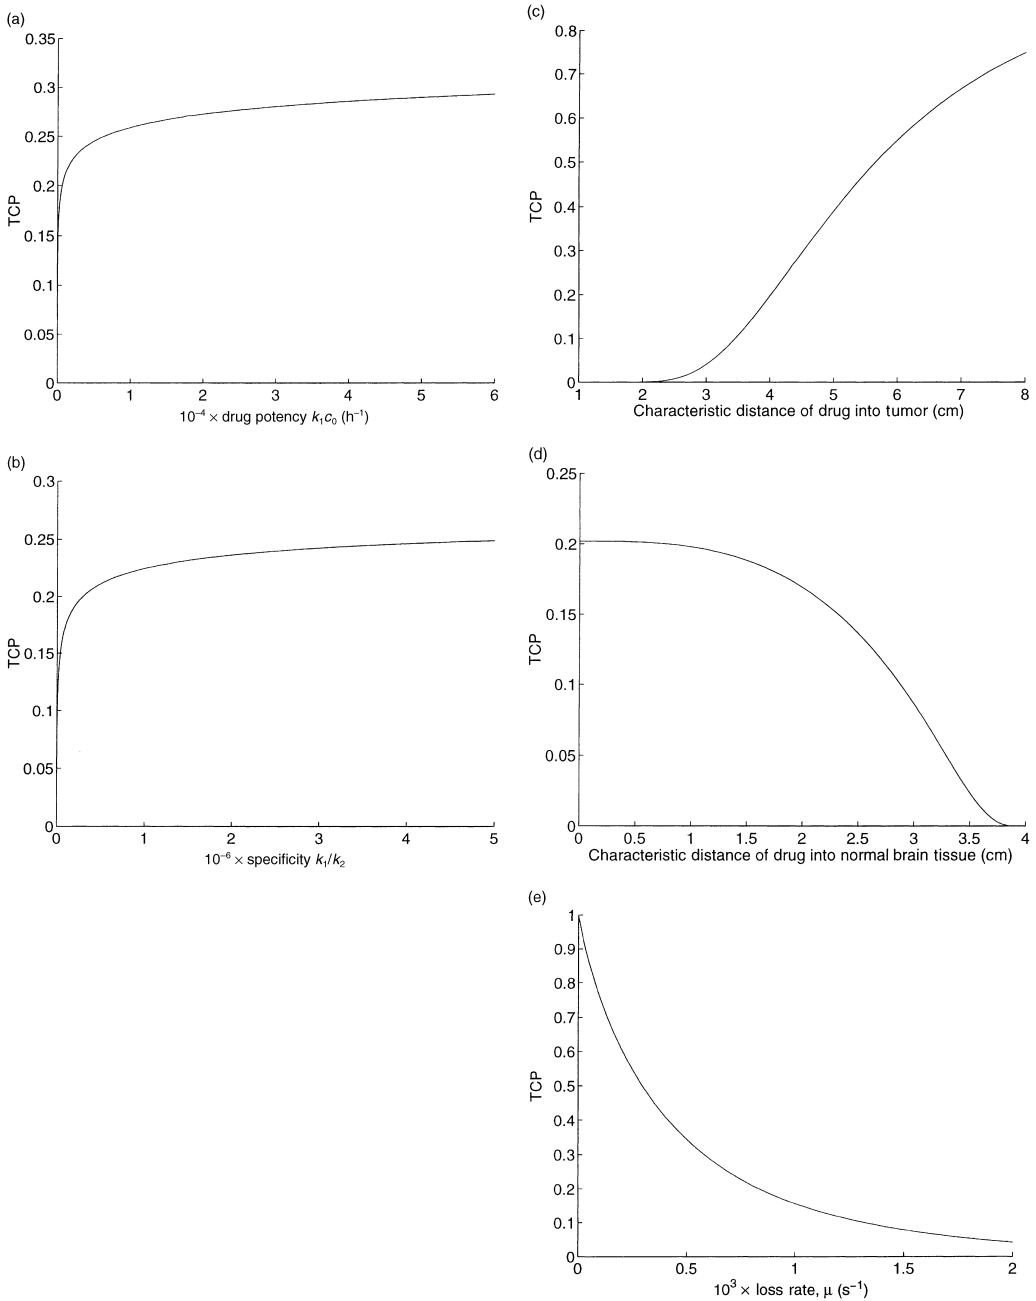 (a)
0.35
0.3
0.25
0.2
0.15
0.1
0.05
0
TCP
0 1 2 3 4 5 6
10⁻⁴ × drug potency k₁c₀ (h⁻¹)
(b)
0.3
0.25
0.2
0.15
0.1
0.05
0
TCP
0 1 2 3 4 5
10⁻⁶ × specificity k₁/k₂
(c)
0.8
0.7
0.6
0.5
0.4
0.3
0.2
0.1
0
TCP
1 2 3 4 5 6 7 8
Characteristic distance of drug into tumor (cm)
(d)
0.25
0.2
0.15
0.1
0.05
0
TCP
0 0.5 1 1.5 2 2.5 3 3.5 4
Characteristic distance of drug into normal brain tissue (cm)
(e)
1
0.9
0.8
0.7
0.6
0.5
0.4
0.3
0.2
0.1
0
TCP
0 0.5 1 1.5 2
10³ × loss rate, μ (s⁻¹)